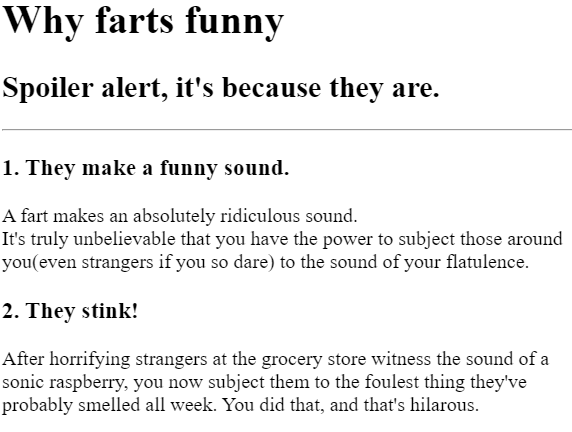 Why farts funny
Spoiler alert, it's because they are.
1. They make a funny sound.
A fart makes an absolutely ridiculous sound.
It's truly unbelievable that you have the power to subject those around
you(even strangers if you so dare) to the sound of your flatulence.
2. They stink!
After horrifying strangers at the grocery store witness the sound of a
sonic raspberry, you now subject them to the foulest thing they've
probably smelled all week. You did that, and that's hilarous.